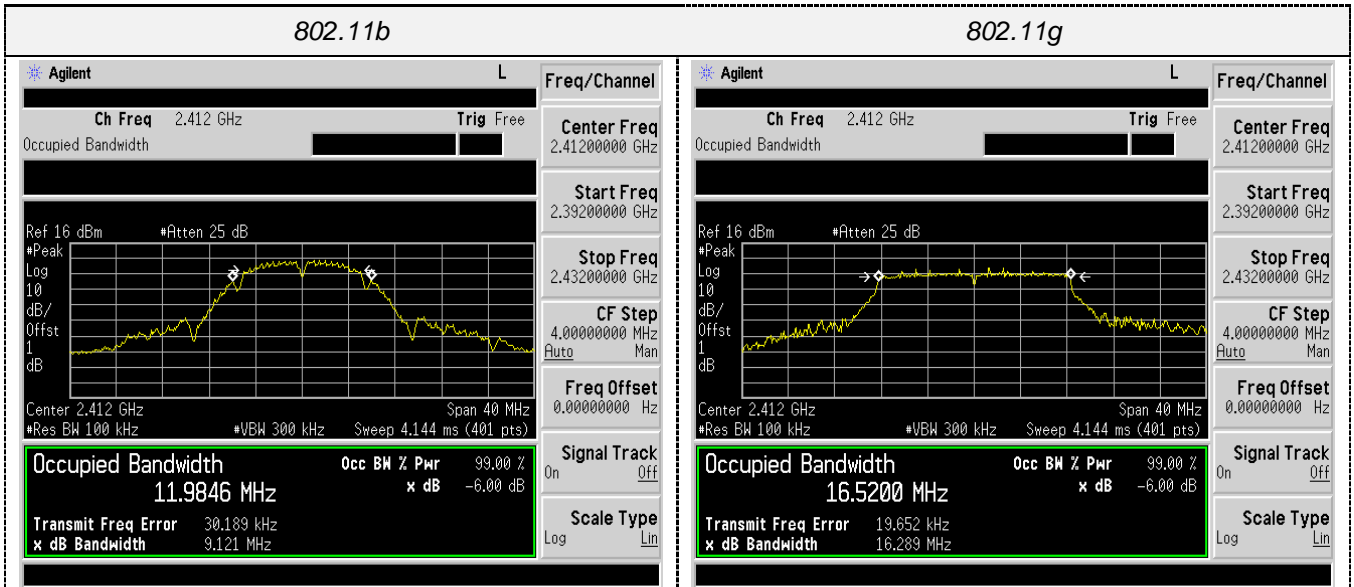 802.11b
802.11g
Agilent L
Freq/Channel
Ch Freq 2.412 GHz Trig Free
Occupied Bandwidth
Center Freq
2.41200000 GHz
Start Freq
2.39200000 GHz
Ref 16 dBm #Atten 25 dB
#Peak
Log
10
dB/
Offst
1
dB
Stop Freq
2.43200000 GHz
CF Step
4.00000000 MHz
Auto Man
Freq Offset
0.00000000 Hz
Center 2.412 GHz Span 40 MHz
#Res BW 100 kHz #VBW 300 kHz Sweep 4.144 ms (401 pts)
Signal Track
On Off
Occupied Bandwidth Occ BW % Pwr 99.00 %
11.9846 MHz x dB -6.00 dB
Transmit Freq Error 30.189 kHz
x dB Bandwidth 9.121 MHz
Scale Type
Log Lin
Agilent L
Freq/Channel
Ch Freq 2.412 GHz Trig Free
Occupied Bandwidth
Center Freq
2.41200000 GHz
Start Freq
2.39200000 GHz
Ref 16 dBm #Atten 25 dB
#Peak
Log
10
dB/
Offst
1
dB
Stop Freq
2.43200000 GHz
CF Step
4.00000000 MHz
Auto Man
Freq Offset
0.00000000 Hz
Center 2.412 GHz Span 40 MHz
#Res BW 100 kHz #VBW 300 kHz Sweep 4.144 ms (401 pts)
Signal Track
On Off
Occupied Bandwidth Occ BW % Pwr 99.00 %
16.5200 MHz x dB -6.00 dB
Transmit Freq Error 19.652 kHz
x dB Bandwidth 16.289 MHz
Scale Type
Log Lin